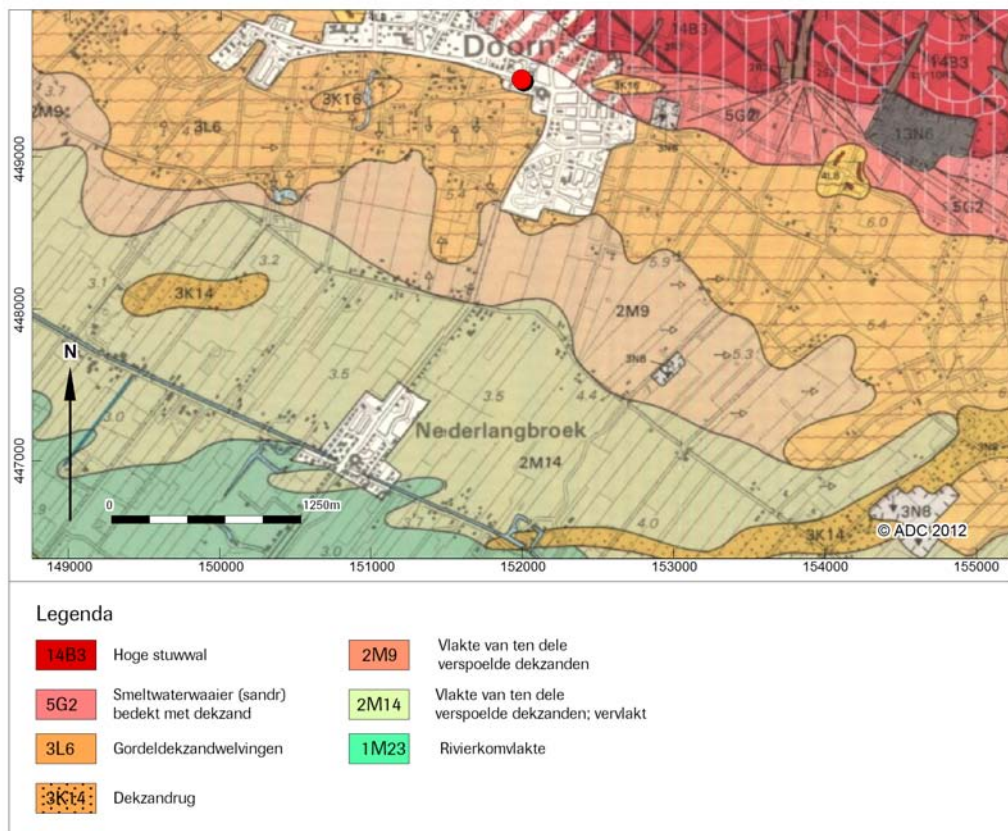 Doorn
14B3
14B3
2M9
3K16
3K16
3L6
5G2
13N6
3N8
4L8
5G2
449000
5.4
6.0
3.2
5.9
3.1
3K14
448000
2M9
5.4
N
3N8
5.3
3.5
3.5
4.4
3.0
Nederlangbroek
447000
2M14
0
1250m
3N8
4.0
3K14
© ADC 2012
3.0
149000
150000
151000
152000
153000
154000
155000
Legenda
14B3
Hoge stuwwal
5G2
Smeltwaterwaaier (sandr)
bedekt met dekzand
3L6
Gordeldekzandwelvingen
3K14
Dekzandrug
2M9
Vlakte van ten dele
verspoelde dekzanden
2M14
Vlakte van ten dele
verspoelde dekzanden; vervlakt
1M23
Rivierkomvlakte